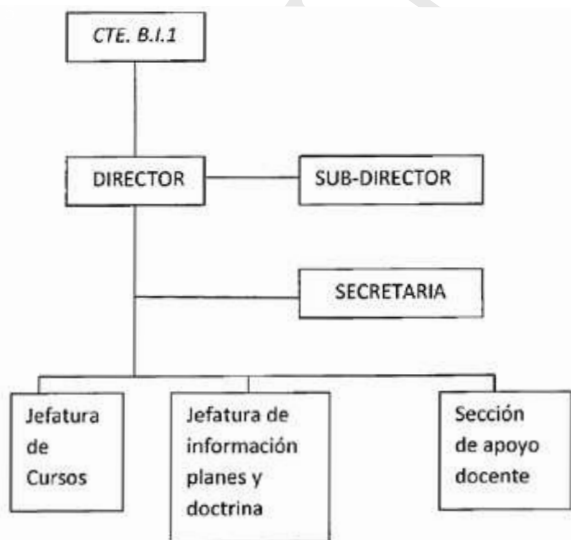 CTE. B.I.1
DIRECTOR
SUB-DIRECTOR
SECRETARIA
Jefatura
de
Cursos
Jefatura de
información
planes y
doctrina
Sección
de apoyo
docente